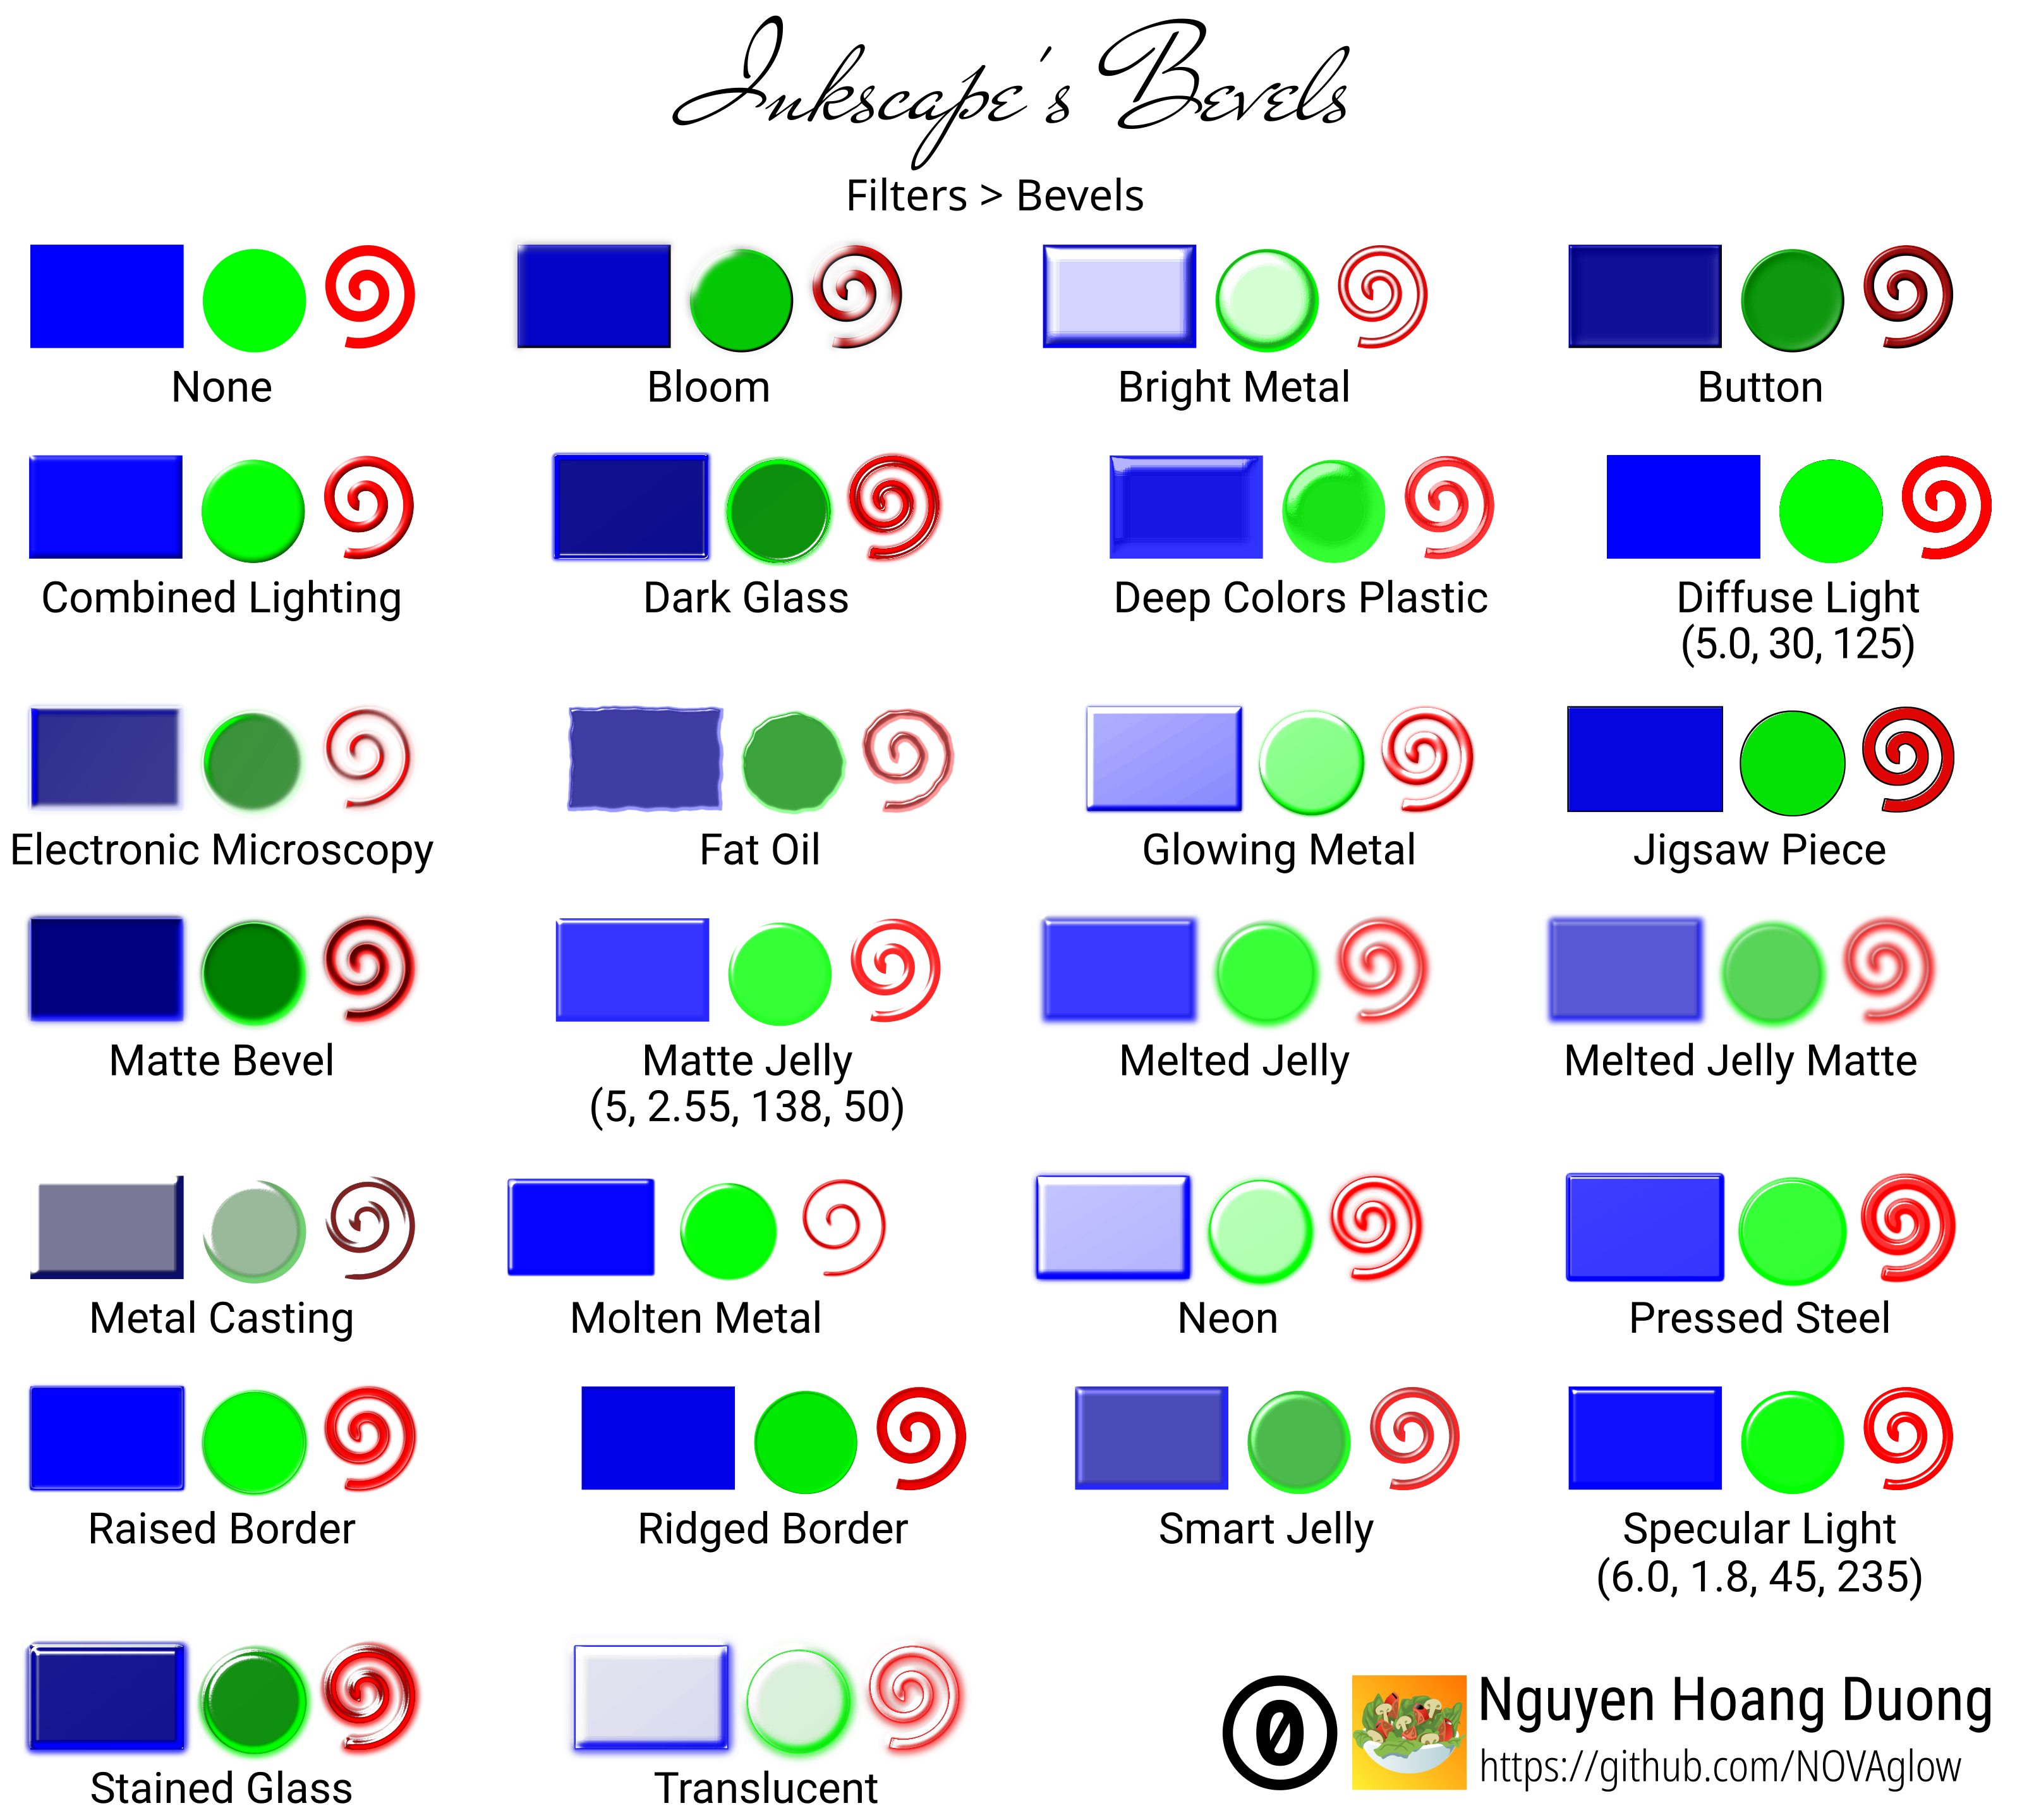 Inkscape's Bevels
Filters > Bevels
None
Bloom
Bright Metal
Button
Combined Lighting
Dark Glass
Deep Colors Plastic
Diffuse Light
(5.0, 30, 125)
Electronic Microscopy
Fat Oil
Glowing Metal
Jigsaw Piece
Matte Bevel
Matte Jelly
(5, 2.55, 138, 50)
Melted Jelly
Melted Jelly Matte
Metal Casting
Molten Metal
Neon
Pressed Steel
Raised Border
Ridged Border
Smart Jelly
Specular Light
(6.0, 1.8, 45, 235)
Stained Glass
Translucent
0
Nguyen Hoang Duong
https://github.com/NOVAglow